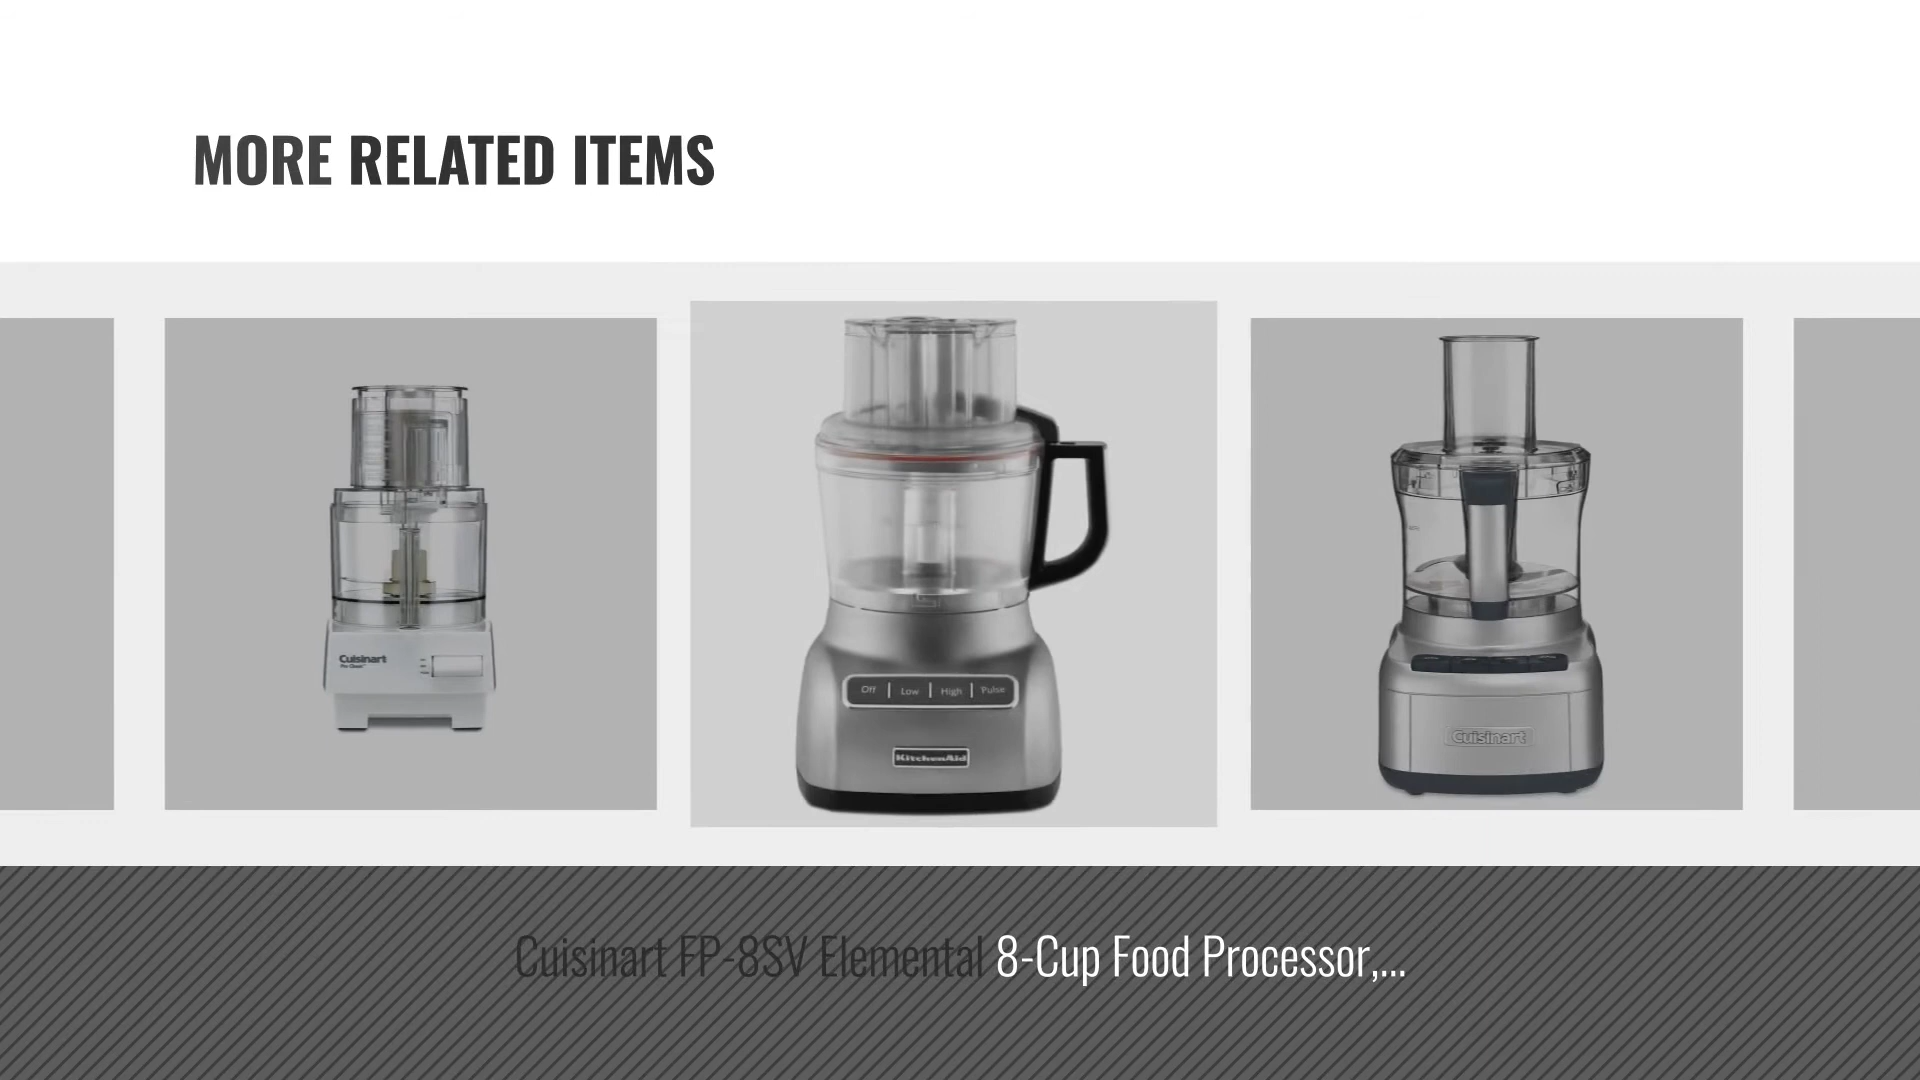 MORE RELATED ITEMS
Cuisinart
Off | Low | High | Pulse
KitchenAid
Cuisinart
Cuisinart FP-8SV Elemental 8-Cup Food Processor,...